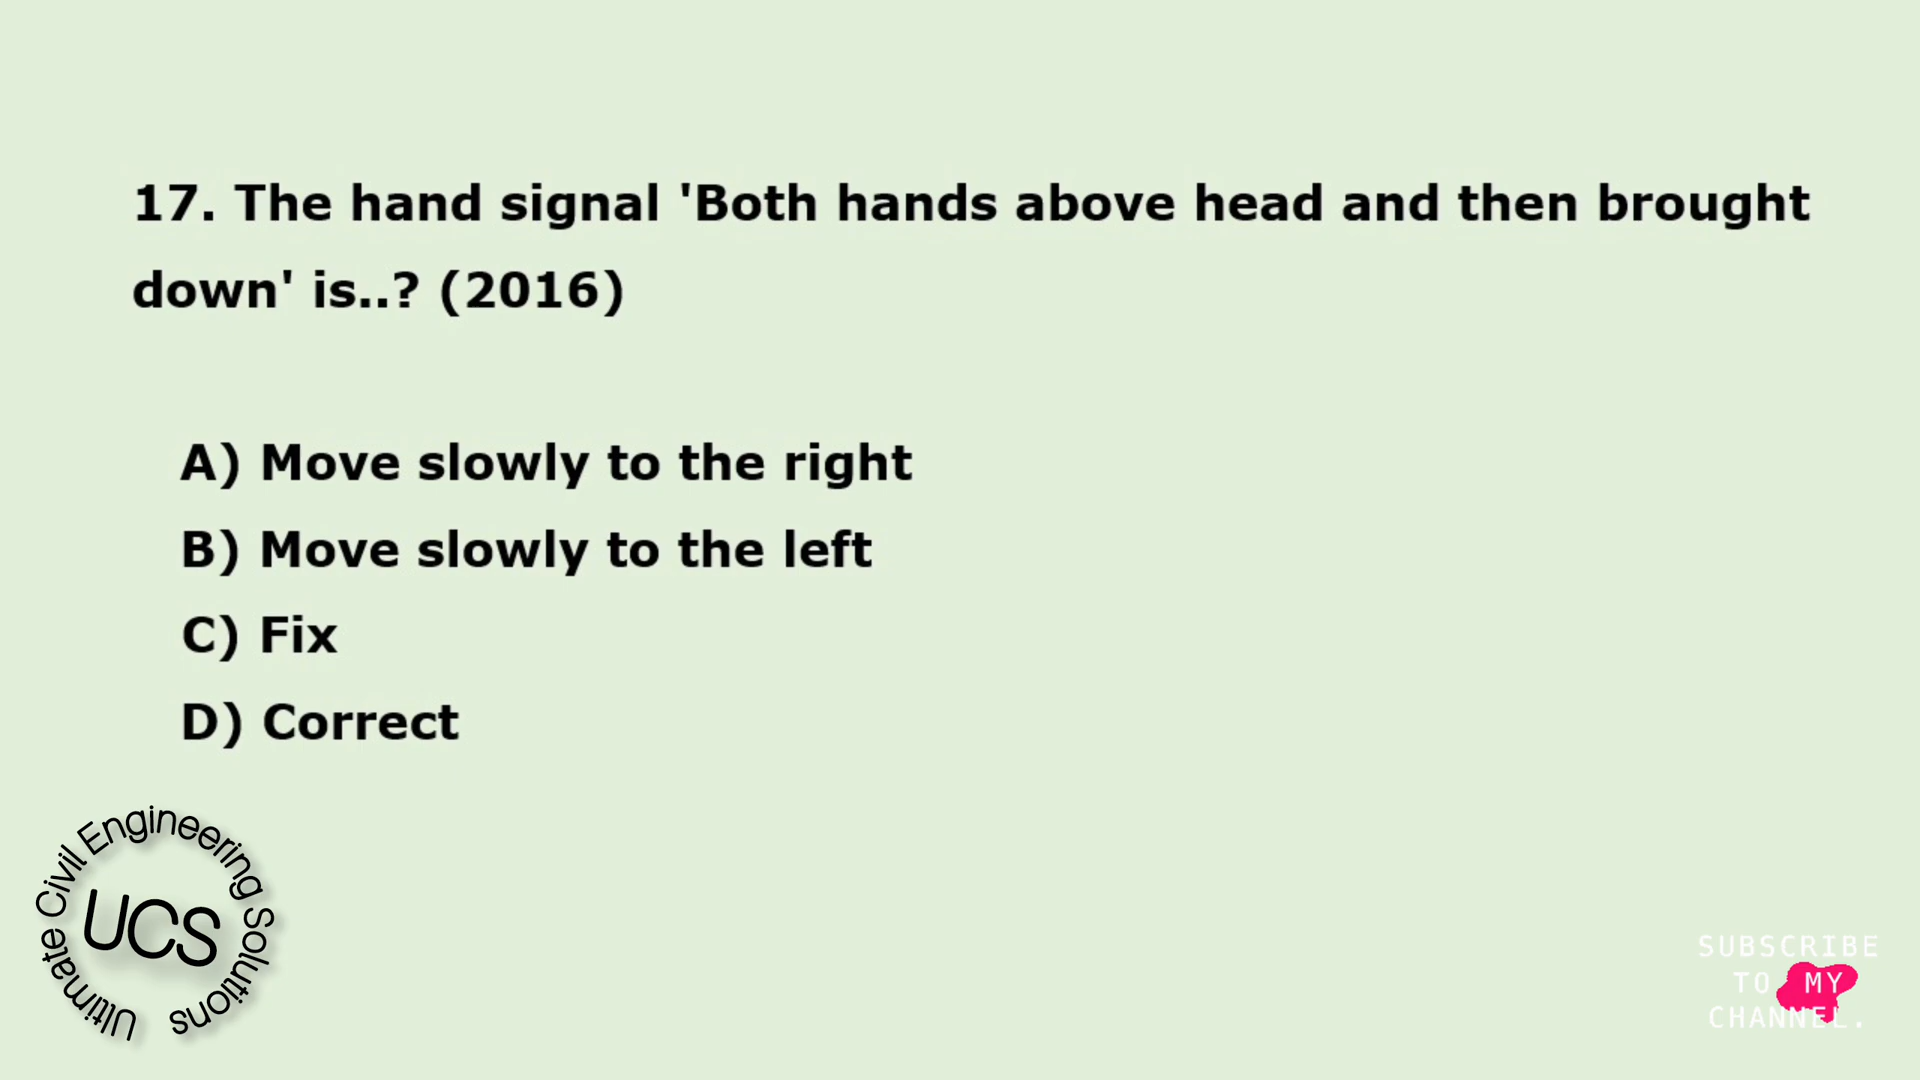 17. The hand signal 'Both hands above head and then brought
down' is..? (2016)
A) Move slowly to the right
B) Move slowly to the left
C) Fix
D) Correct
Ultimate Civil Engineering Solutions
UCS
SUBSCRIBE
TO MY
CHANNEL.